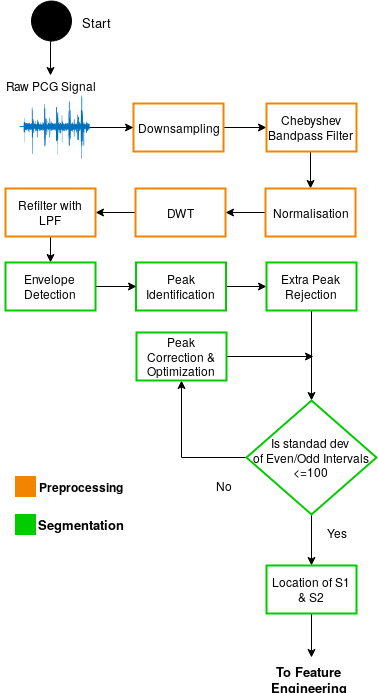 Start
Raw PCG Signal
Downsampling
Chebyshev
Bandpass Filter
Refilter with
LPF
DWT
Normalisation
Envelope
Detection
Peak
Identification
Extra Peak
Rejection
Peak
Correction &
Optimization
Is standad dev
of Even/Odd Intervals
<=100
No
Yes
Preprocessing
Segmentation
Location of S1
& S2
To Feature
Engineering